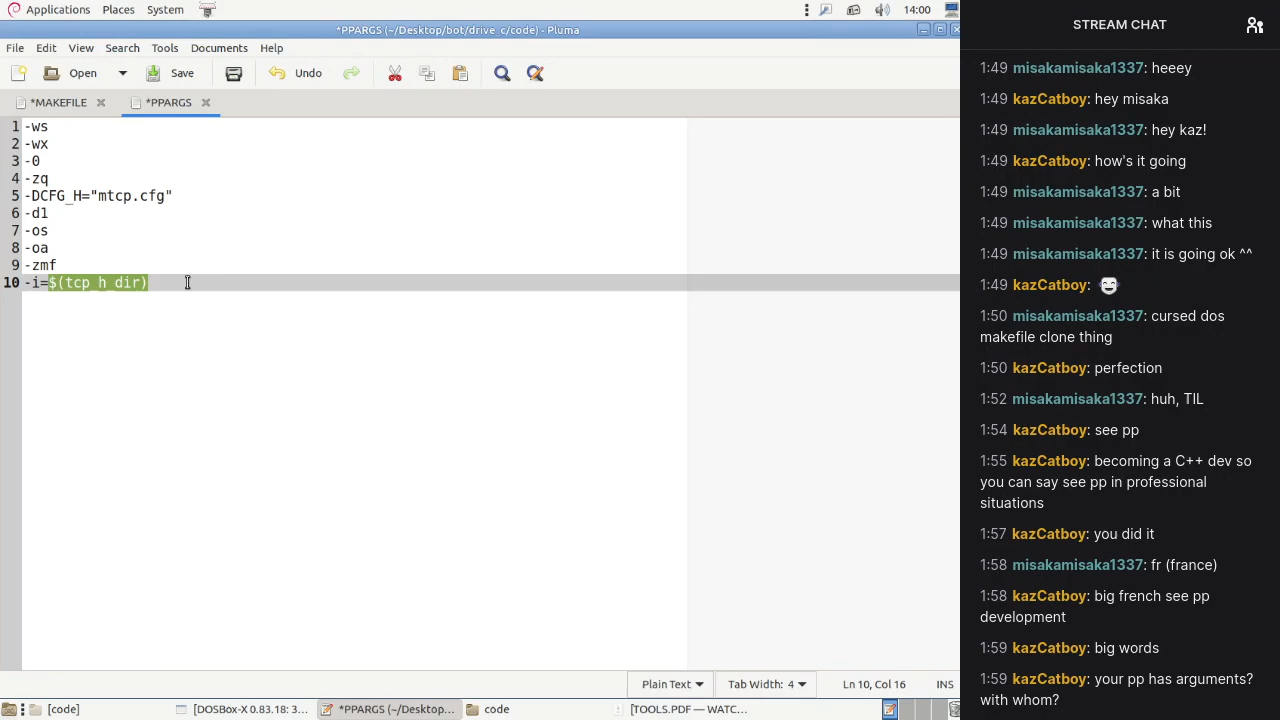 Applications Places System 14:00
*PPARGS (~/Desktop/bot/drive_c/code) - Pluma
File Edit View Search Tools Documents Help
Open Save Undo
*MAKEFILE *PPARGS
1 -ws
2 -wx
3 -0
4 -zq
5 -DCFG_H="mtcp.cfg"
6 -d1
7 -os
8 -oa
9 -zmf
10 -i=$(tcp_h_dir)
Plain Text Tab Width: 4 Ln 10, Col 16 INS
[code] [DOSBox-X 0.83.18: 3... *PPARGS (~/Desktop... code [TOOLS.PDF — WATC...
STREAM CHAT
1:49 misakamisaka1337: heeey
1:49 kazCatboy: hey misaka
1:49 misakamisaka1337: hey kaz!
1:49 kazCatboy: how's it going
1:49 misakamisaka1337: a bit
1:49 misakamisaka1337: what this
1:49 misakamisaka1337: it is going ok ^^
1:49 kazCatboy:
1:50 misakamisaka1337: cursed dos
makefile clone thing
1:50 kazCatboy: perfection
1:52 misakamisaka1337: huh, TIL
1:54 kazCatboy: see pp
1:55 kazCatboy: becoming a C++ dev so
you can say see pp in professional
situations
1:57 kazCatboy: you did it
1:58 misakamisaka1337: fr (france)
1:58 kazCatboy: big french see pp
development
1:59 kazCatboy: big words
1:59 kazCatboy: your pp has arguments?
with whom?